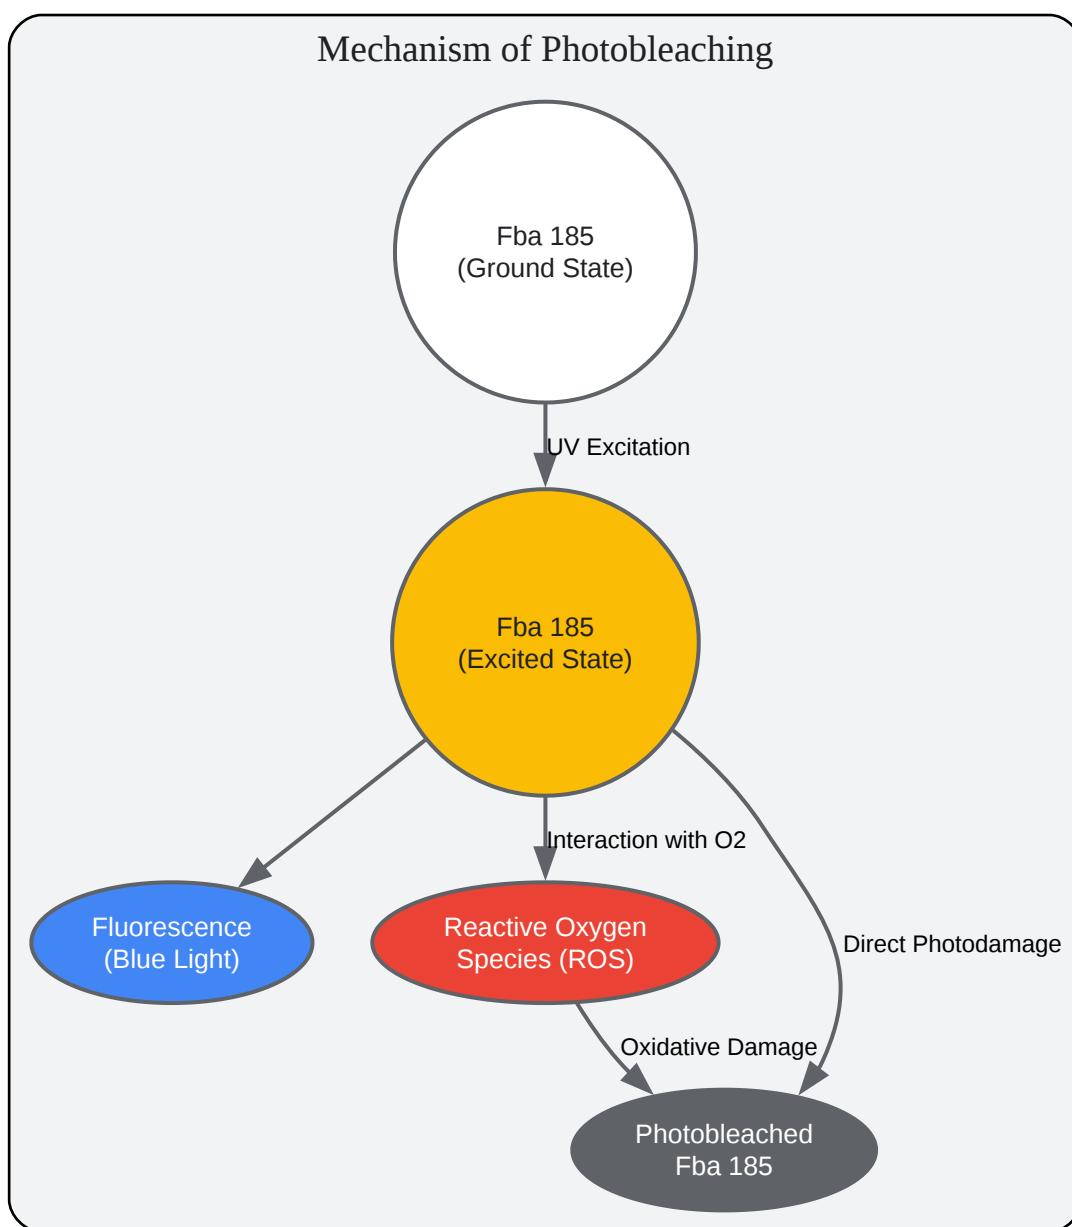 Mechanism of Photobleaching
Fba 185
(Ground State)
UV Excitation
Fba 185
(Excited State)
Interaction with O2
Fluorescence
(Blue Light)
Reactive Oxygen
Species (ROS)
Direct Photodamage
Oxidative Damage
Photobleached
Fba 185